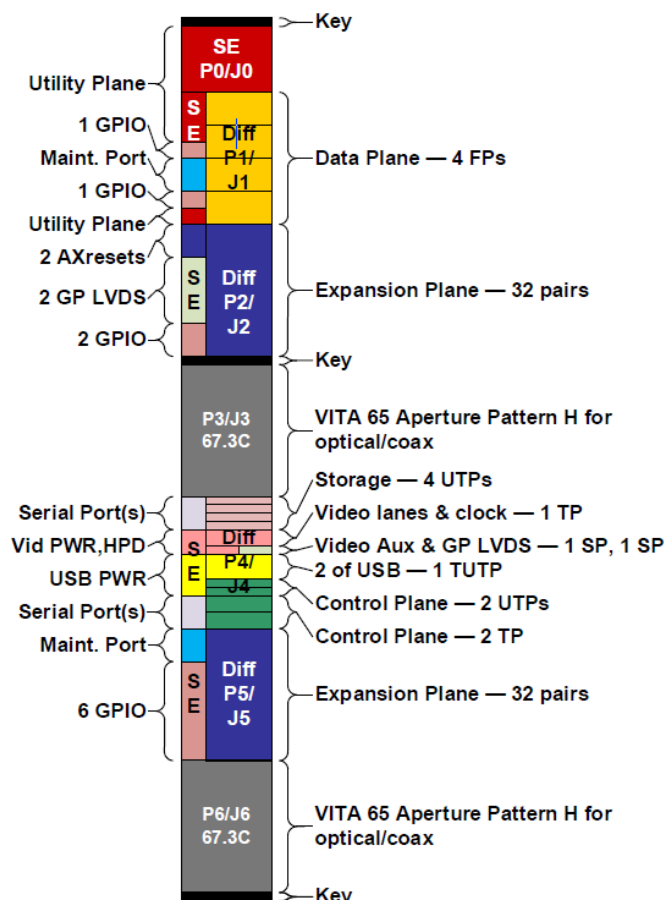 Key
SE
P0/J0
Utility Plane
S
E
1 GPIO
Diff
P1/
J1
Data Plane — 4 FPs
Maint. Port
1 GPIO
Utility Plane
2 AXresets
S
E
Diff
P2/
J2
2 GP LVDS
Expansion Plane — 32 pairs
2 GPIO
Key
P3/J3
67.3C
VITA 65 Aperture Pattern H for
optical/coax
Storage — 4 UTPs
Serial Port(s)
Video lanes & clock — 1 TP
Vid PWR,HPD
S
E
Diff
P4/
J4
Video Aux & GP LVDS — 1 SP, 1 SP
USB PWR
2 of USB — 1 TUTP
Control Plane — 2 UTPs
Serial Port(s)
Control Plane — 2 TP
Maint. Port
S
E
Diff
P5/
J5
6 GPIO
Expansion Plane — 32 pairs
P6/J6
67.3C
VITA 65 Aperture Pattern H for
optical/coax
Key